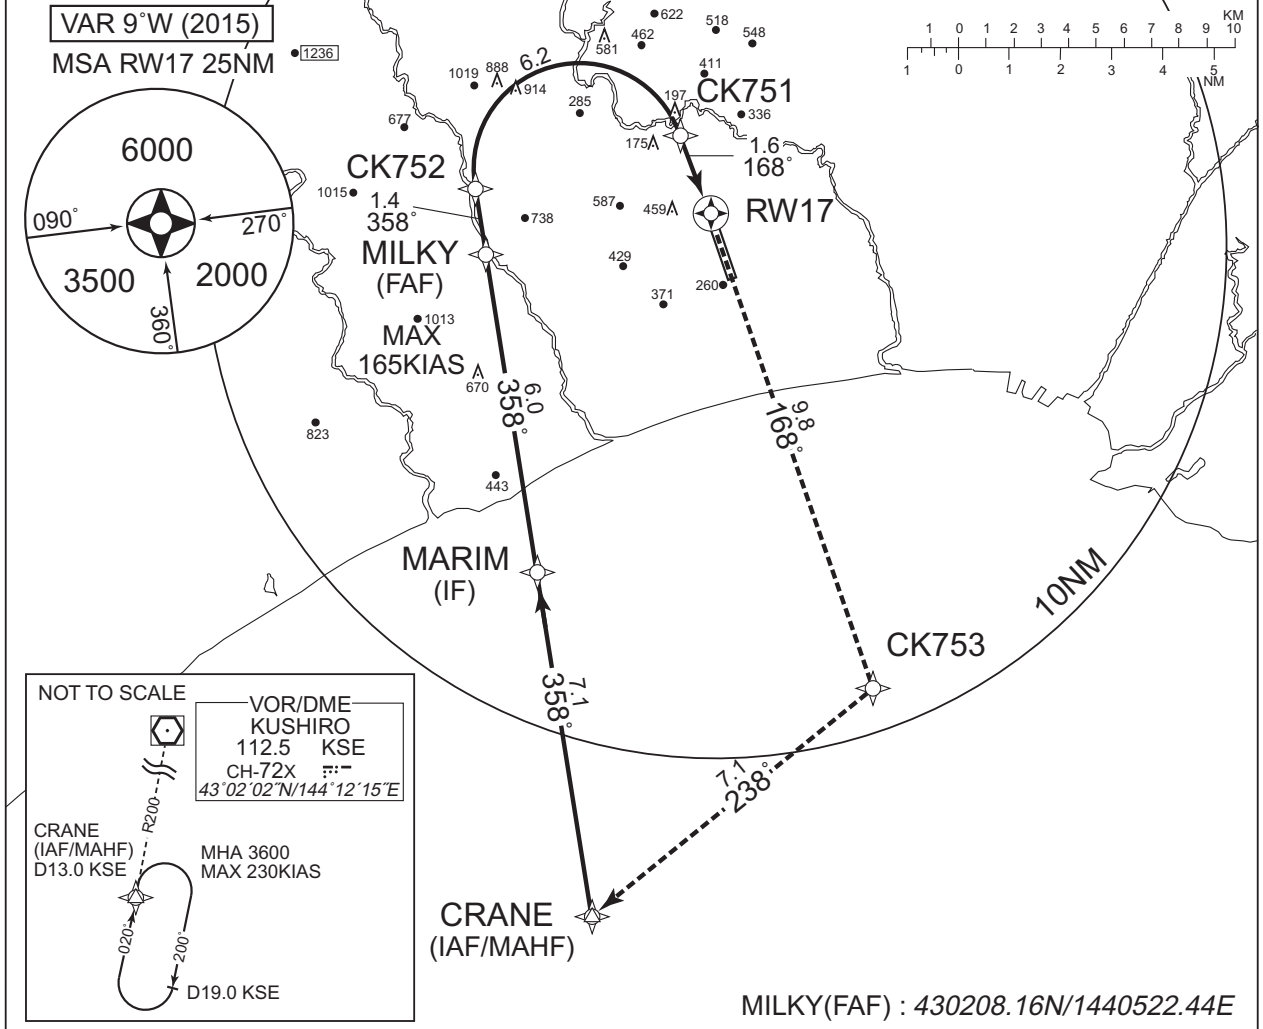 VAR 9°W (2015)
MSA RW17 25NM
6000
090°
270°
3500
2000
360°
1236
1019
888
914
6.2
581
622
462
518
548
411
285
197
CK751
336
175
1.6
168°
677
CK752
1015
1.4
358°
738
587
459
RW17
MILKY
(FAF)
429
260
371
1013
MAX
165KIAS
670
6.0
358°
823
443
9.8
168°
MARIM
(IF)
10NM
CK753
7.1
358°
7.1
238°
CRANE
(IAF/MAHF)
KM
1 0 1 2 3 4 5 6 7 8 9 10
1 0 1 2 3 4 5
NM
NOT TO SCALE
VOR/DME
KUSHIRO
112.5 KSE
CH-72X
43°02´02˝N/144°12´15˝E
R200
CRANE
(IAF/MAHF)
D13.0 KSE
MHA 3600
MAX 230KIAS
020°
200°
D19.0 KSE
MILKY(FAF) : 430208.16N/1440522.44E